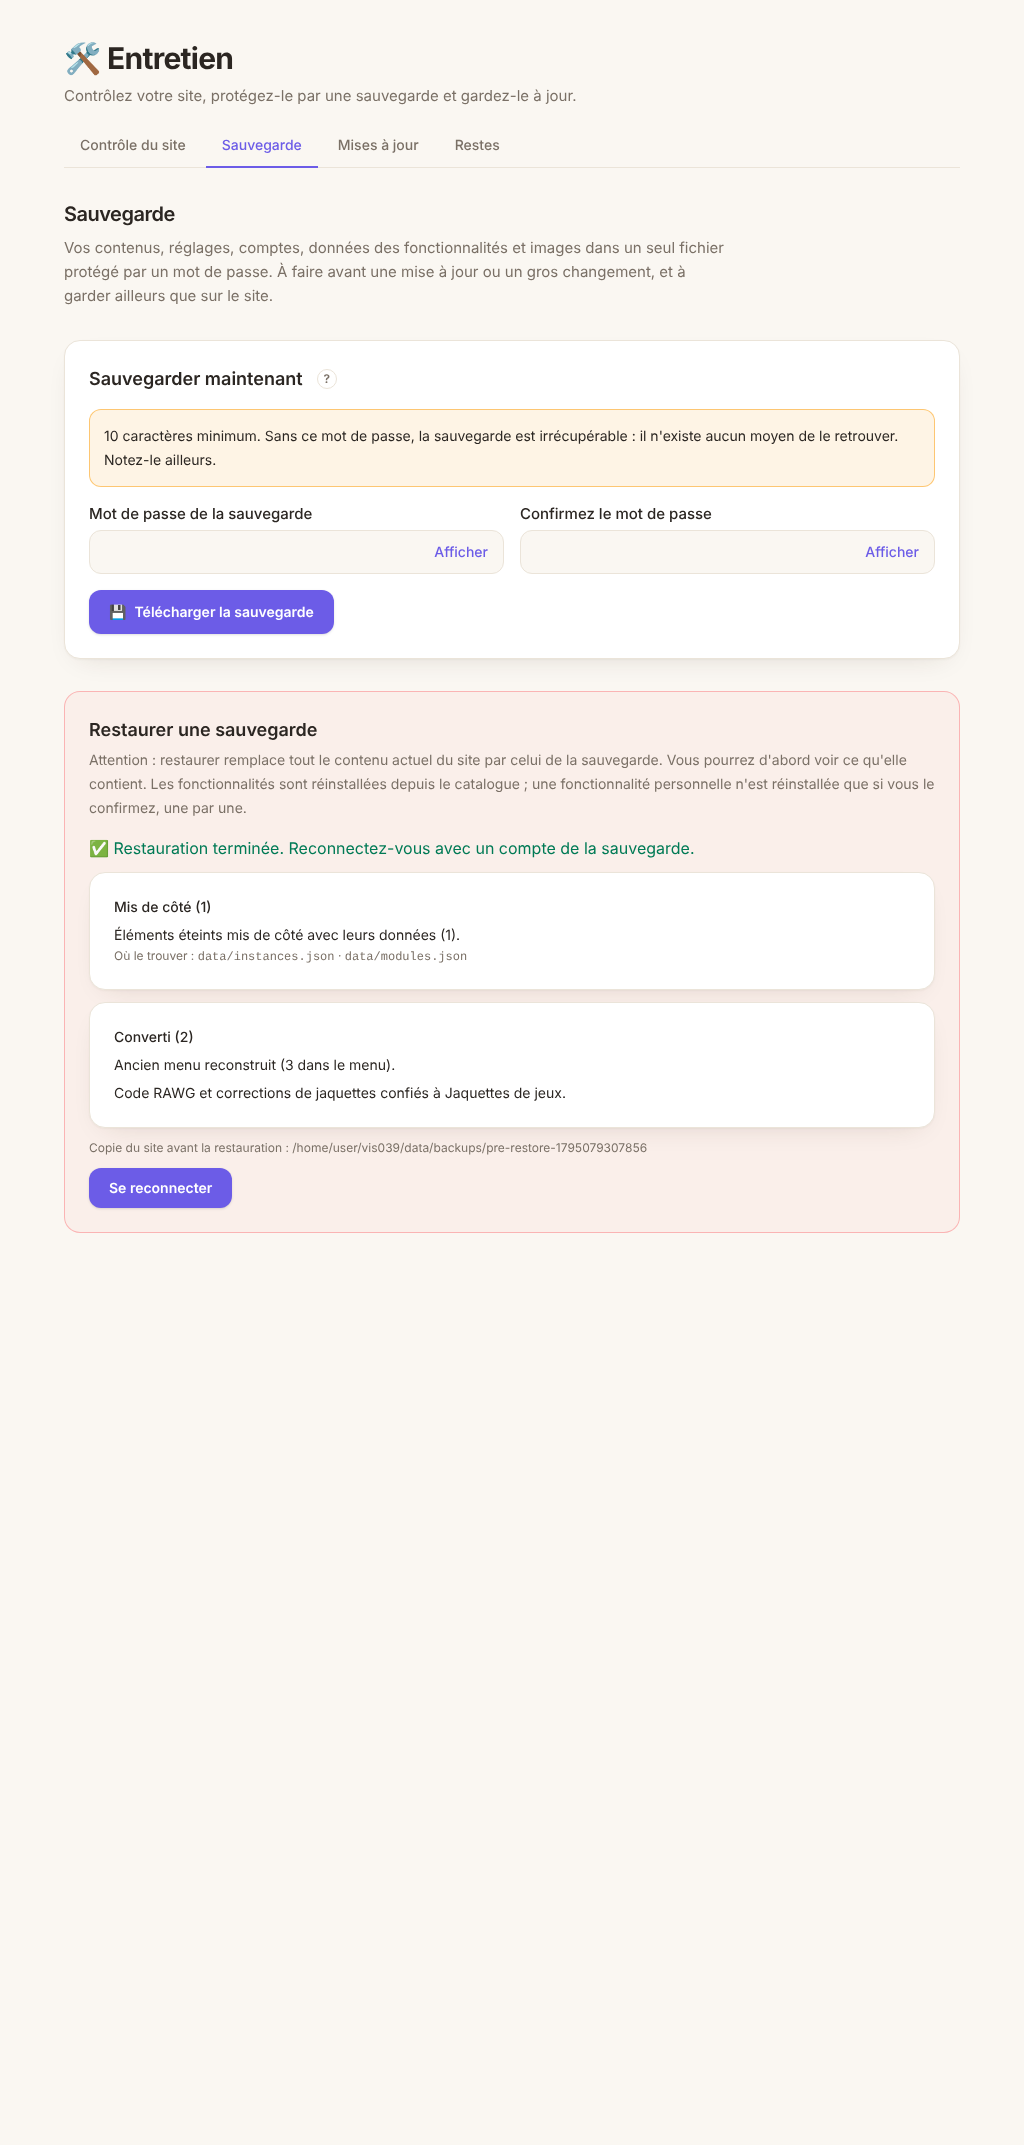 🛠️ Entretien
Contrôlez votre site, protégez-le par une sauvegarde et gardez-le à jour.
Contrôle du site
Sauvegarde
Mises à jour
Restes
Sauvegarde
Vos contenus, réglages, comptes, données des fonctionnalités et images dans un seul fichier
protégé par un mot de passe. À faire avant une mise à jour ou un gros changement, et à
garder ailleurs que sur le site.
Sauvegarder maintenant ?
10 caractères minimum. Sans ce mot de passe, la sauvegarde est irrécupérable : il n'existe aucun moyen de le retrouver.
Notez-le ailleurs.
Mot de passe de la sauvegarde
Afficher
Confirmez le mot de passe
Afficher
💾 Télécharger la sauvegarde
Restaurer une sauvegarde
Attention : restaurer remplace tout le contenu actuel du site par celui de la sauvegarde. Vous pourrez d'abord voir ce qu'elle
contient. Les fonctionnalités sont réinstallées depuis le catalogue ; une fonctionnalité personnelle n'est réinstallée que si vous le
confirmez, une par une.
✅ Restauration terminée. Reconnectez-vous avec un compte de la sauvegarde.
Mis de côté (1)
Éléments éteints mis de côté avec leurs données (1).
Où le trouver : data/instances.json · data/modules.json
Converti (2)
Ancien menu reconstruit (3 dans le menu).
Code RAWG et corrections de jaquettes confiés à Jaquettes de jeux.
Copie du site avant la restauration : /home/user/vis039/data/backups/pre-restore-1795079307856
Se reconnecter